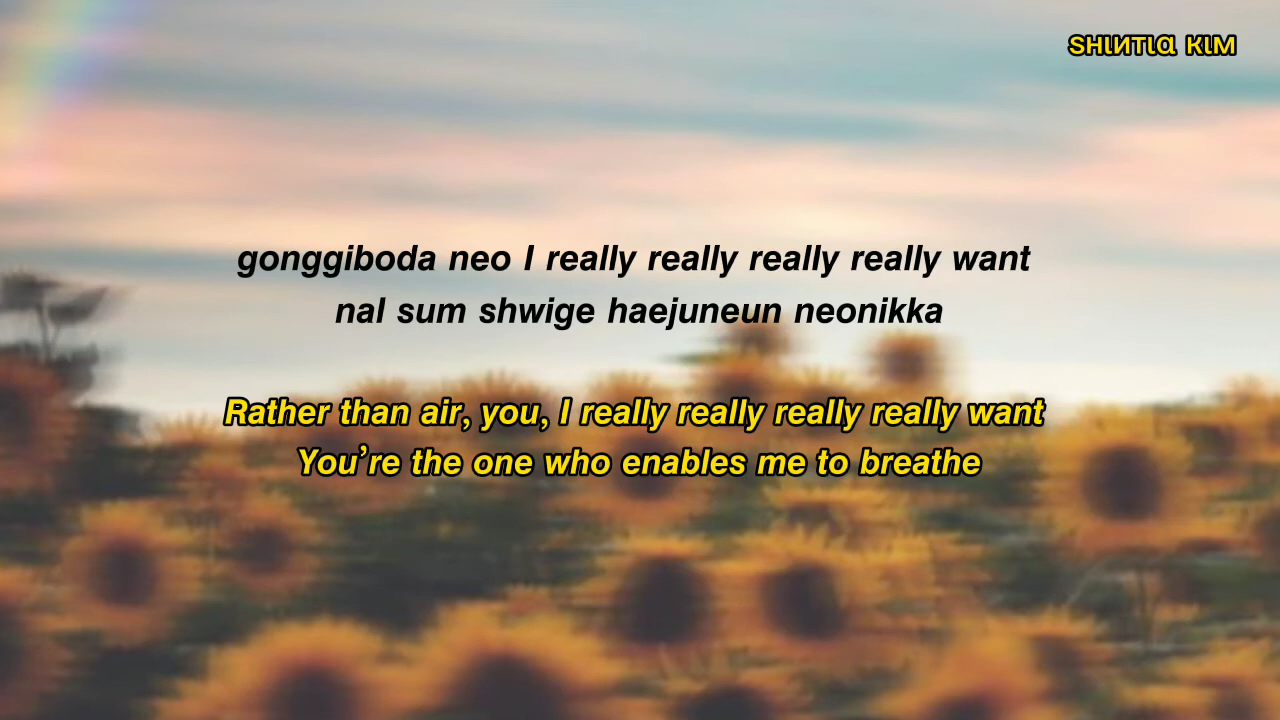 SHIИTIα KIM
gonggiboda neo I really really really really want
nal sum shwige haejuneun neonikka
Rather than air, you, I really really really really want
You're the one who enables me to breathe